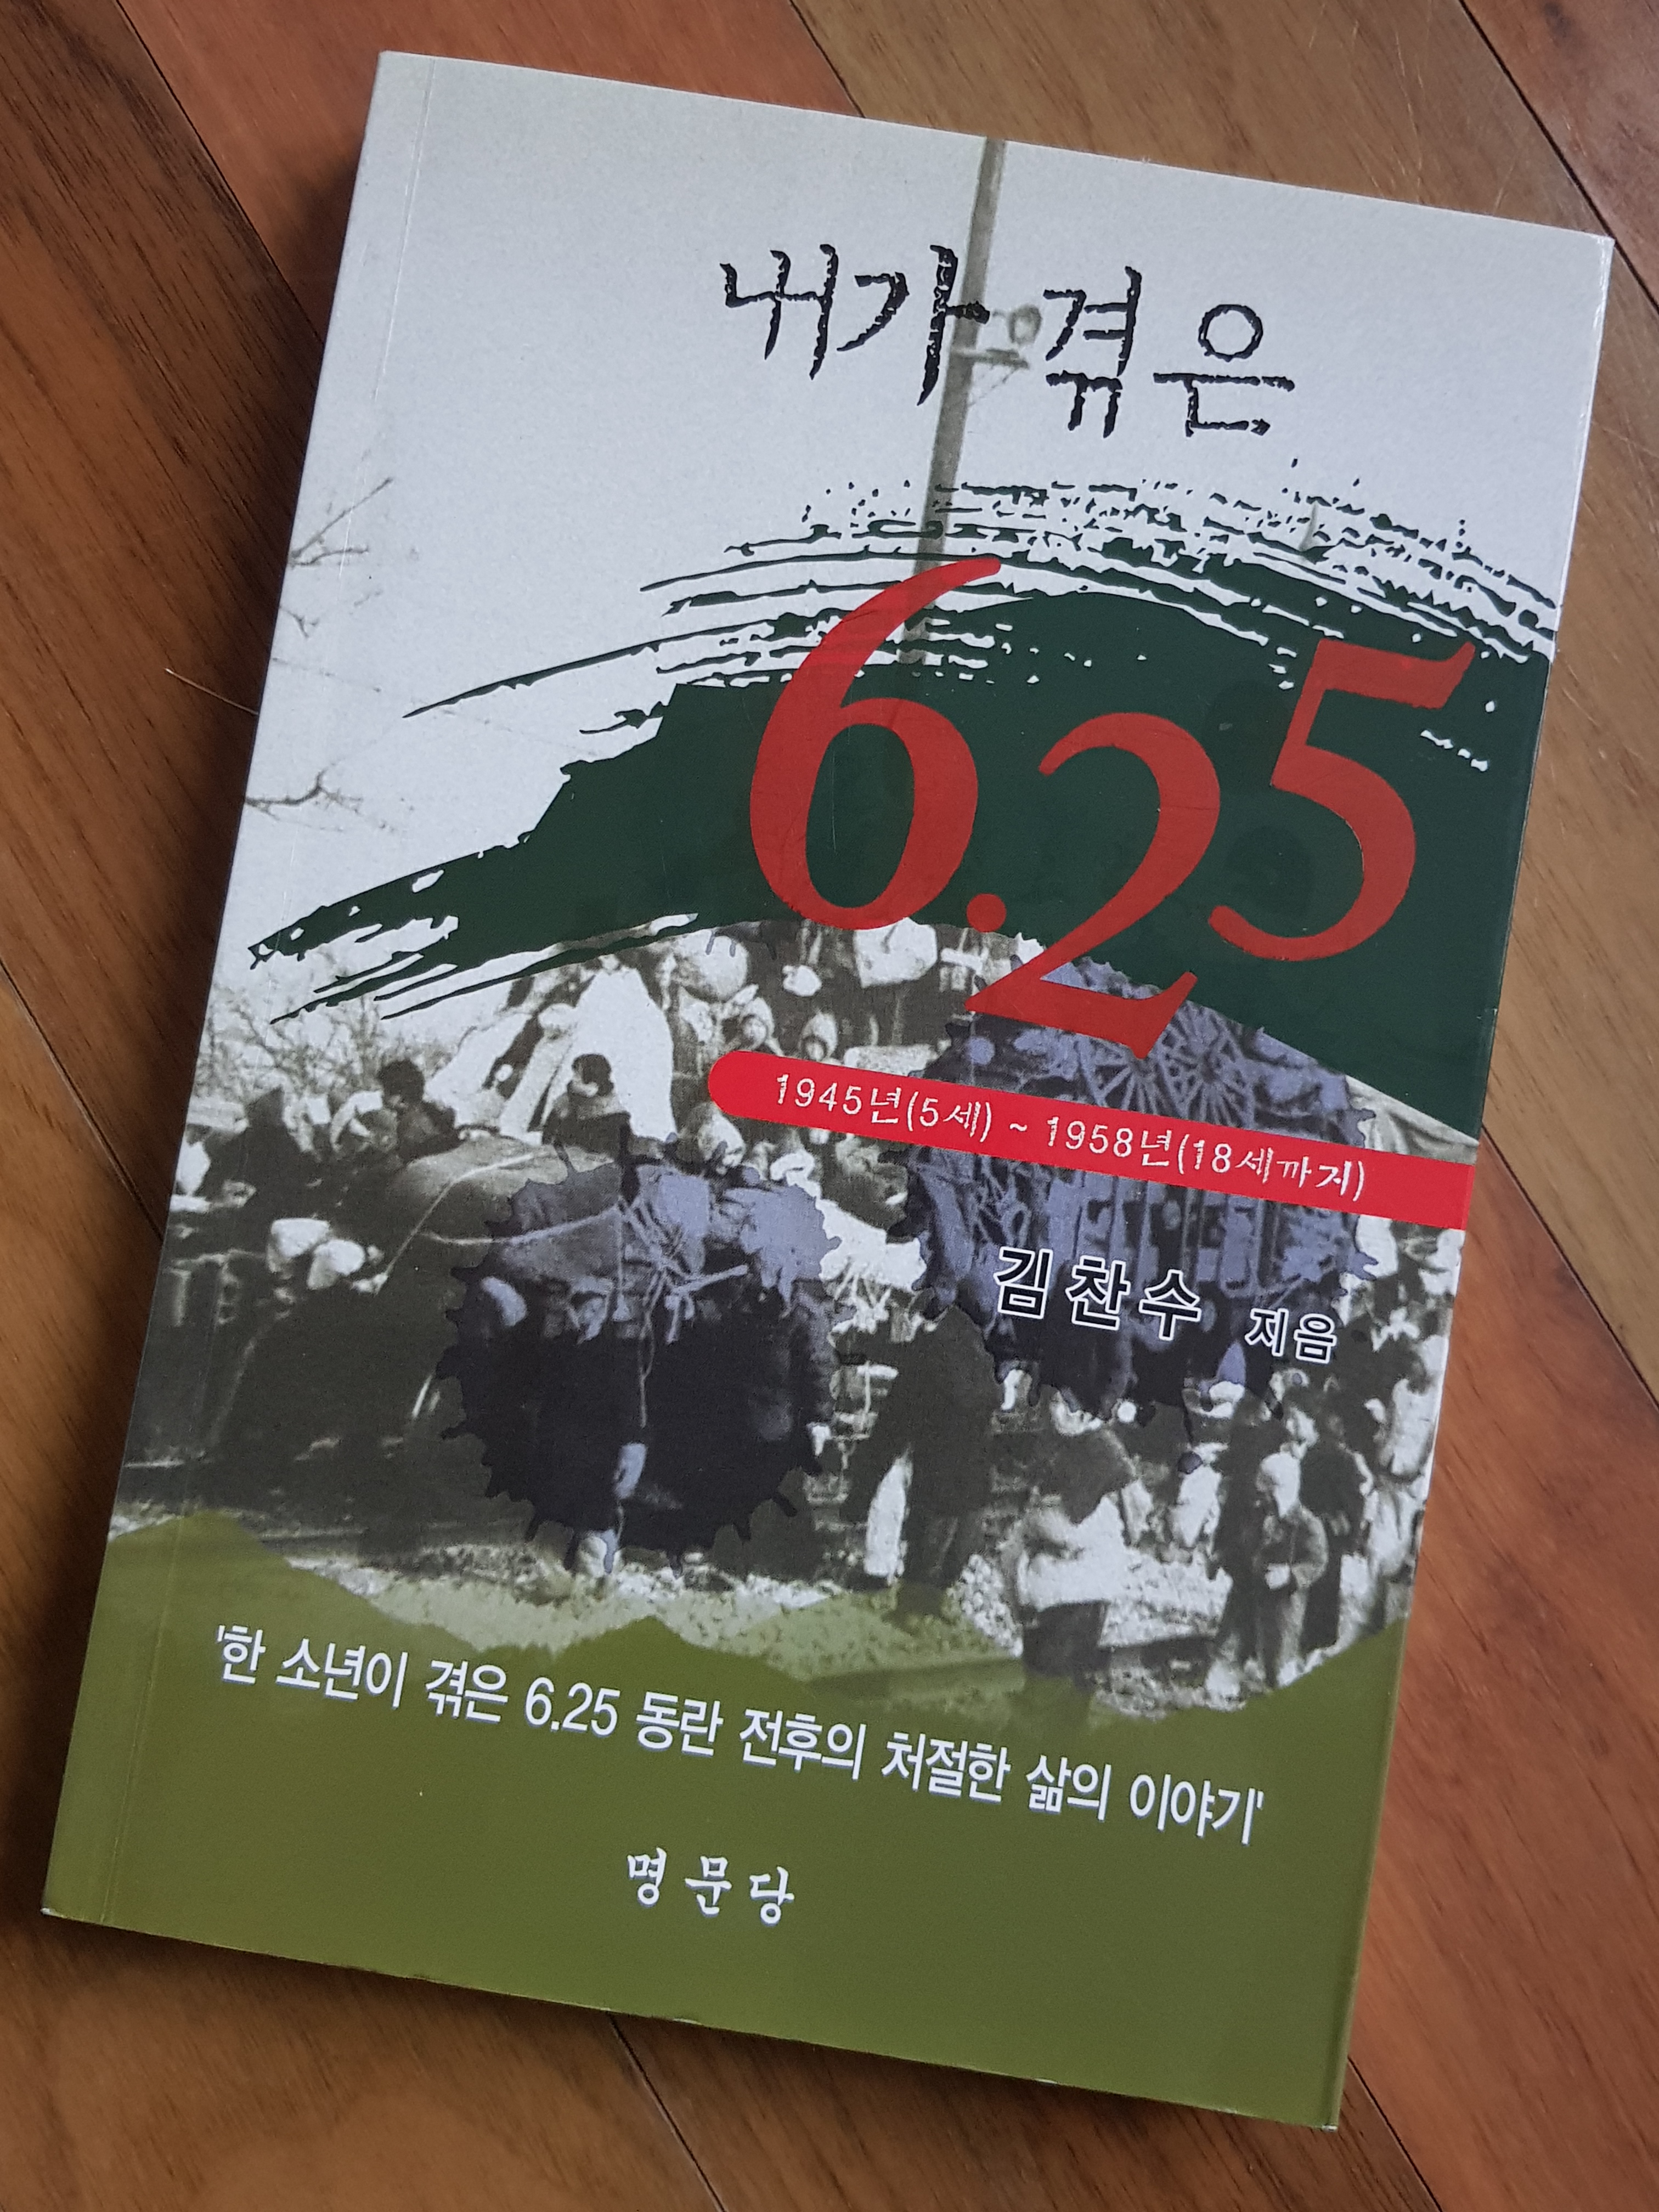 내가 겪은
6.25
1945년(5세) ~ 1958년(18세까지)
김찬수 지음
'한 소년이 겪은 6.25 동란 전후의 처절한 삶의 이야기'
명문당